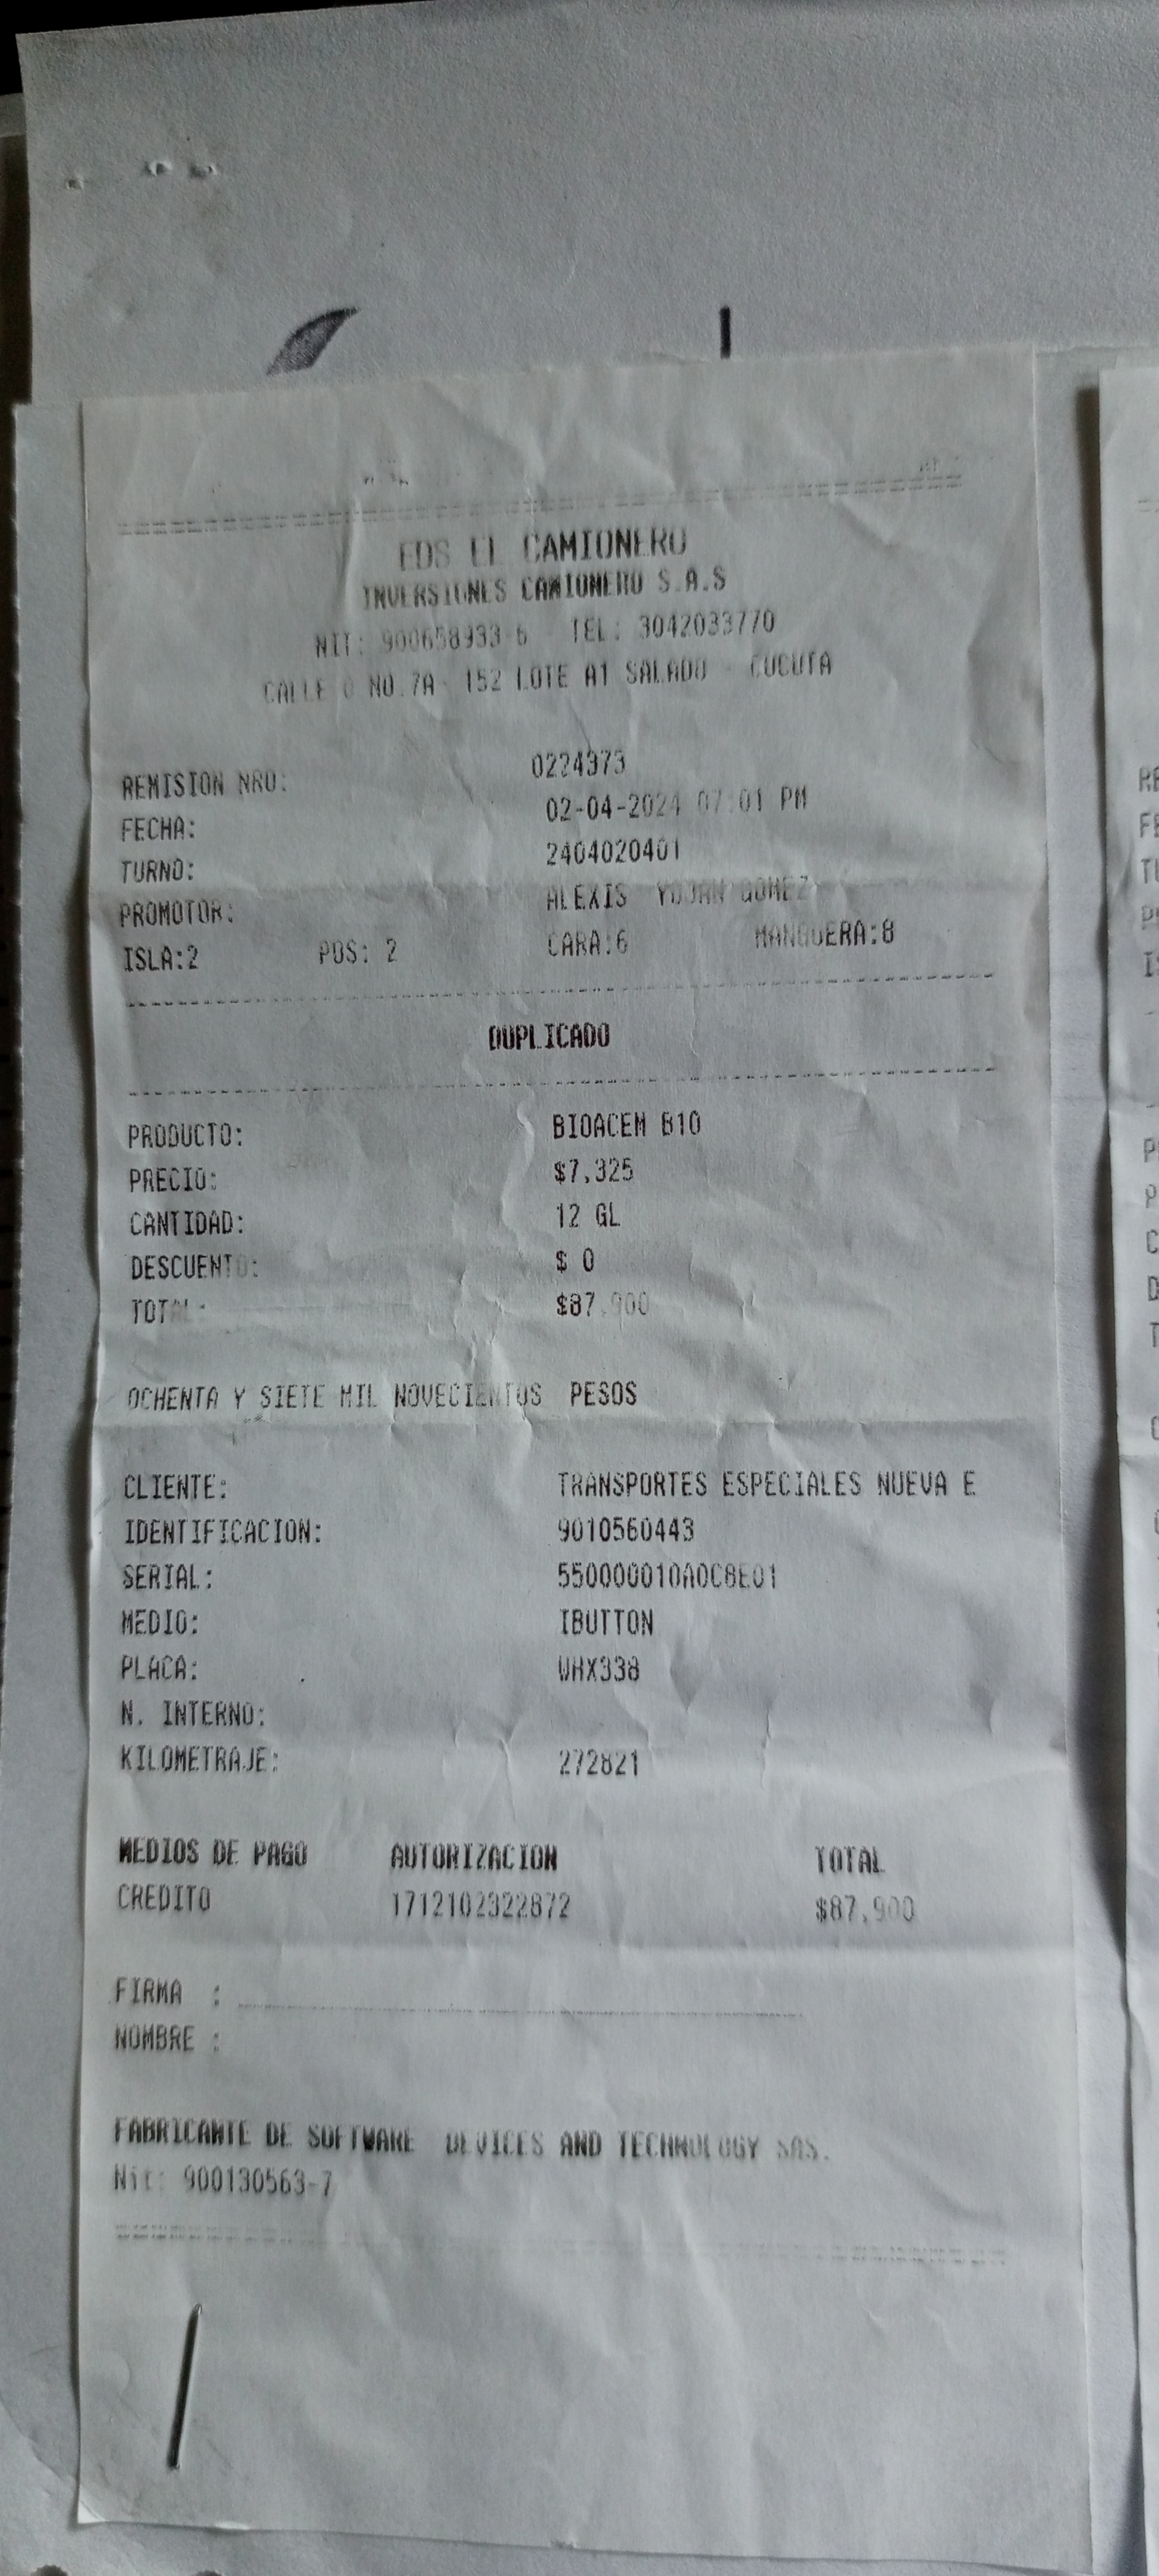 EDS EL CAMIONERO
INVERSIONES CAMIONERO S.A.S
NIT: 900658933-6 TEL: 3042033770
CALLE 0 NO.7A- 152 LOTE A1 SALADO - CUCUTA
REMISION NRO: 0224373
FECHA: 02-04-2024 07:01 PM
TURNO: 2404020401
PROMOTOR: ALEXIS GOMEZ
ISLA:2 POS: 2 CARA:6 MANGUERA:8
DUPLICADO
PRODUCTO: BIOACEM B10
PRECIO: $7,325
CANTIDAD: 12 GL
DESCUENTO: $ 0
TOTAL: $87,900
OCHENTA Y SIETE MIL NOVECIENTOS PESOS
CLIENTE: TRANSPORTES ESPECIALES NUEVA E
IDENTIFICACION: 9010560443
SERIAL: 550000010A0C8E01
MEDIO: IBUTTON
PLACA: WHX338
N. INTERNO:
KILOMETRAJE: 272821
MEDIOS DE PAGO AUTORIZACION TOTAL
CREDITO 1712102322872 $87,900
FIRMA :
NOMBRE :
FABRICANTE DE SOFTWARE DEVICES AND TECHNOLOGY SAS.
Nit: 900130563-7